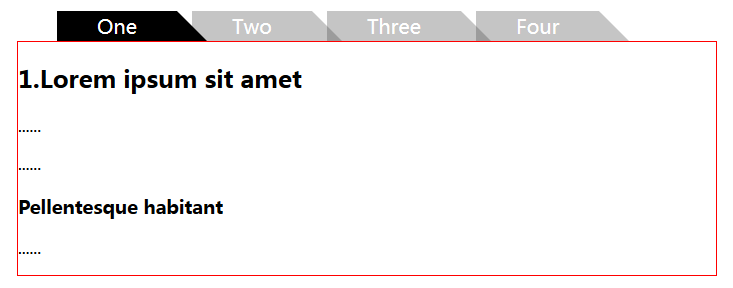 One Two Three Four
1.Lorem ipsum sit amet
......
......
Pellentesque habitant
......